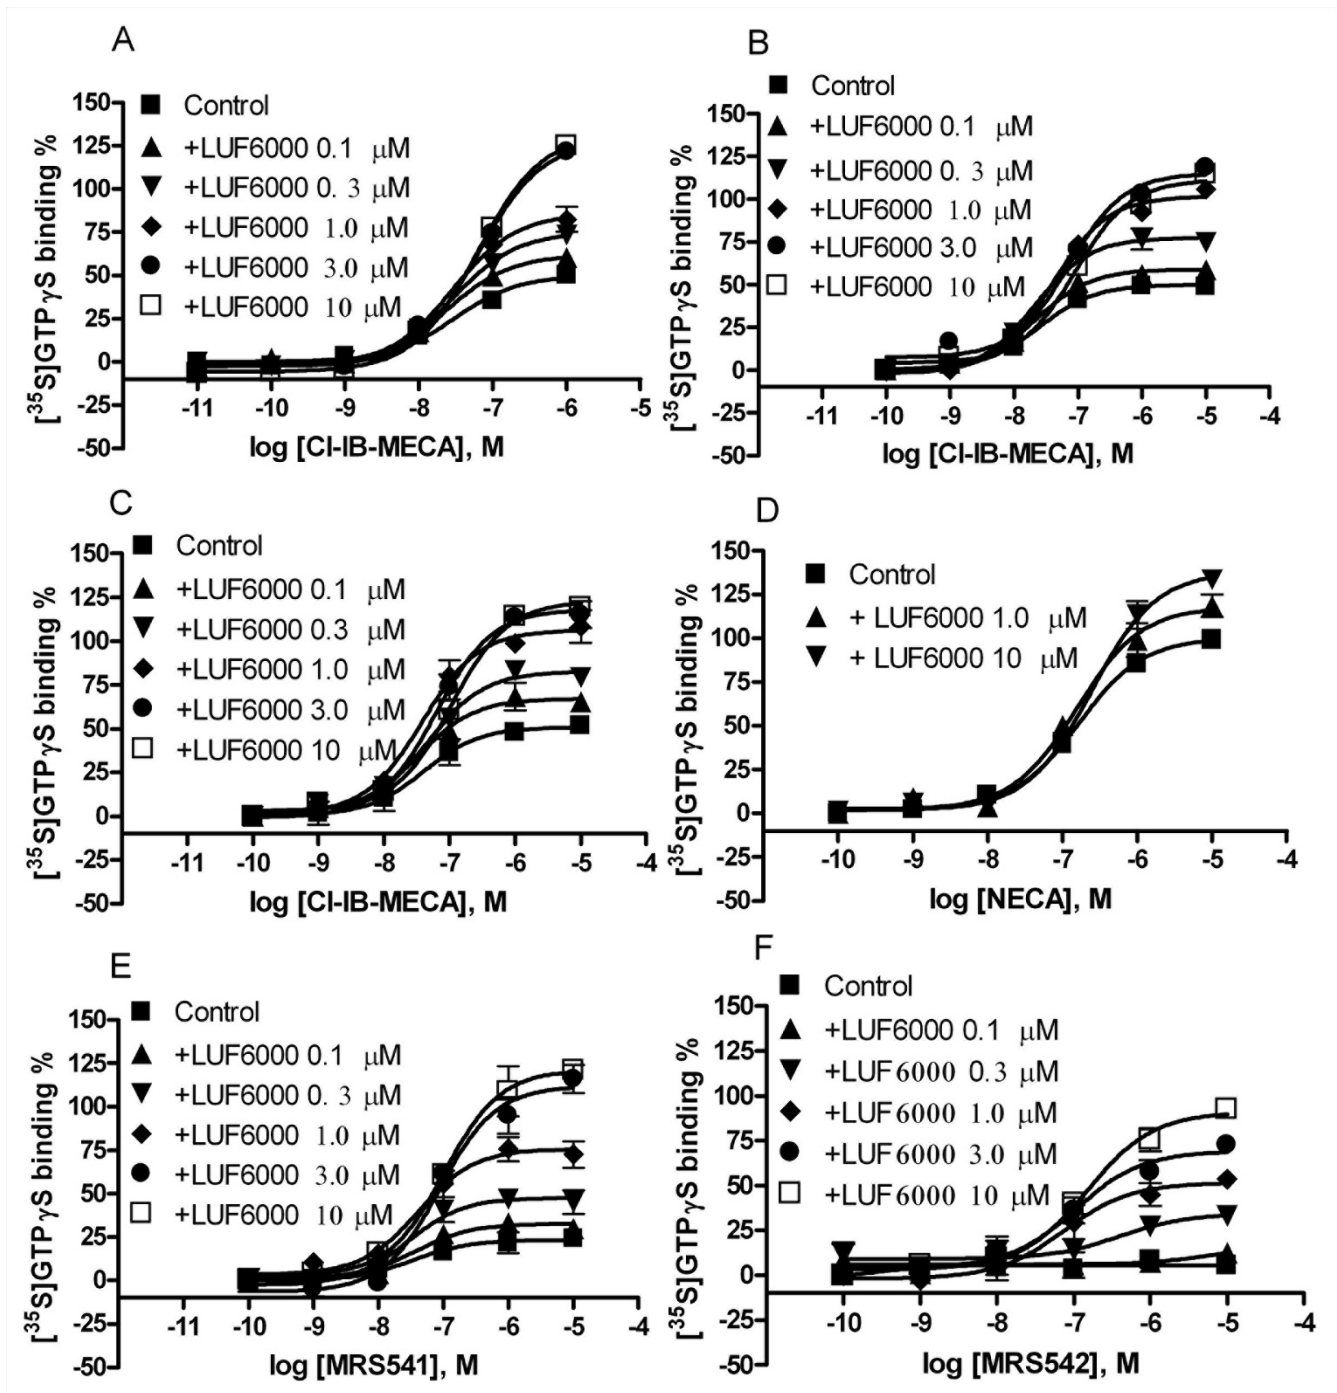 A
Control
+LUF6000 0.1 μM
+LUF6000 0. 3 μM
+LUF6000 1.0 μM
+LUF6000 3.0 μM
+LUF6000 10 μM
[³⁵S]GTPγS binding %
150
125
100
75
50
25
0
-25
-50
-11 -10 -9 -8 -7 -6 -5
log [Cl-IB-MECA], M
B
Control
+LUF6000 0.1 μM
+LUF6000 0. 3 μM
+LUF6000 1.0 μM
+LUF6000 3.0 μM
+LUF6000 10 μM
[³⁵S]GTPγS binding %
150
125
100
75
50
25
0
-25
-50
-11 -10 -9 -8 -7 -6 -5 -4
log [Cl-IB-MECA], M
C
Control
+LUF6000 0.1 μM
+LUF6000 0.3 μM
+LUF6000 1.0 μM
+LUF6000 3.0 μM
+LUF6000 10 μM
[³⁵S]GTPγS binding %
150
125
100
75
50
25
0
-25
-50
-11 -10 -9 -8 -7 -6 -5 -4
log [Cl-IB-MECA], M
D
Control
+ LUF6000 1.0 μM
+ LUF6000 10 μM
[³⁵S]GTPγS binding %
150
125
100
75
50
25
0
-25
-50
-10 -9 -8 -7 -6 -5 -4
log [NECA], M
E
Control
+LUF6000 0.1 μM
+LUF6000 0. 3 μM
+LUF6000 1.0 μM
+LUF6000 3.0 μM
+LUF6000 10 μM
[³⁵S]GTPγS binding %
150
125
100
75
50
25
0
-25
-50
-11 -10 -9 -8 -7 -6 -5 -4
log [MRS541], M
F
Control
+LUF6000 0.1 μM
+LUF6000 0.3 μM
+LUF6000 1.0 μM
+LUF6000 3.0 μM
+LUF6000 10 μM
[³⁵S]GTPγS binding %
150
125
100
75
50
25
0
-25
-50
-10 -9 -8 -7 -6 -5 -4
log [MRS542], M